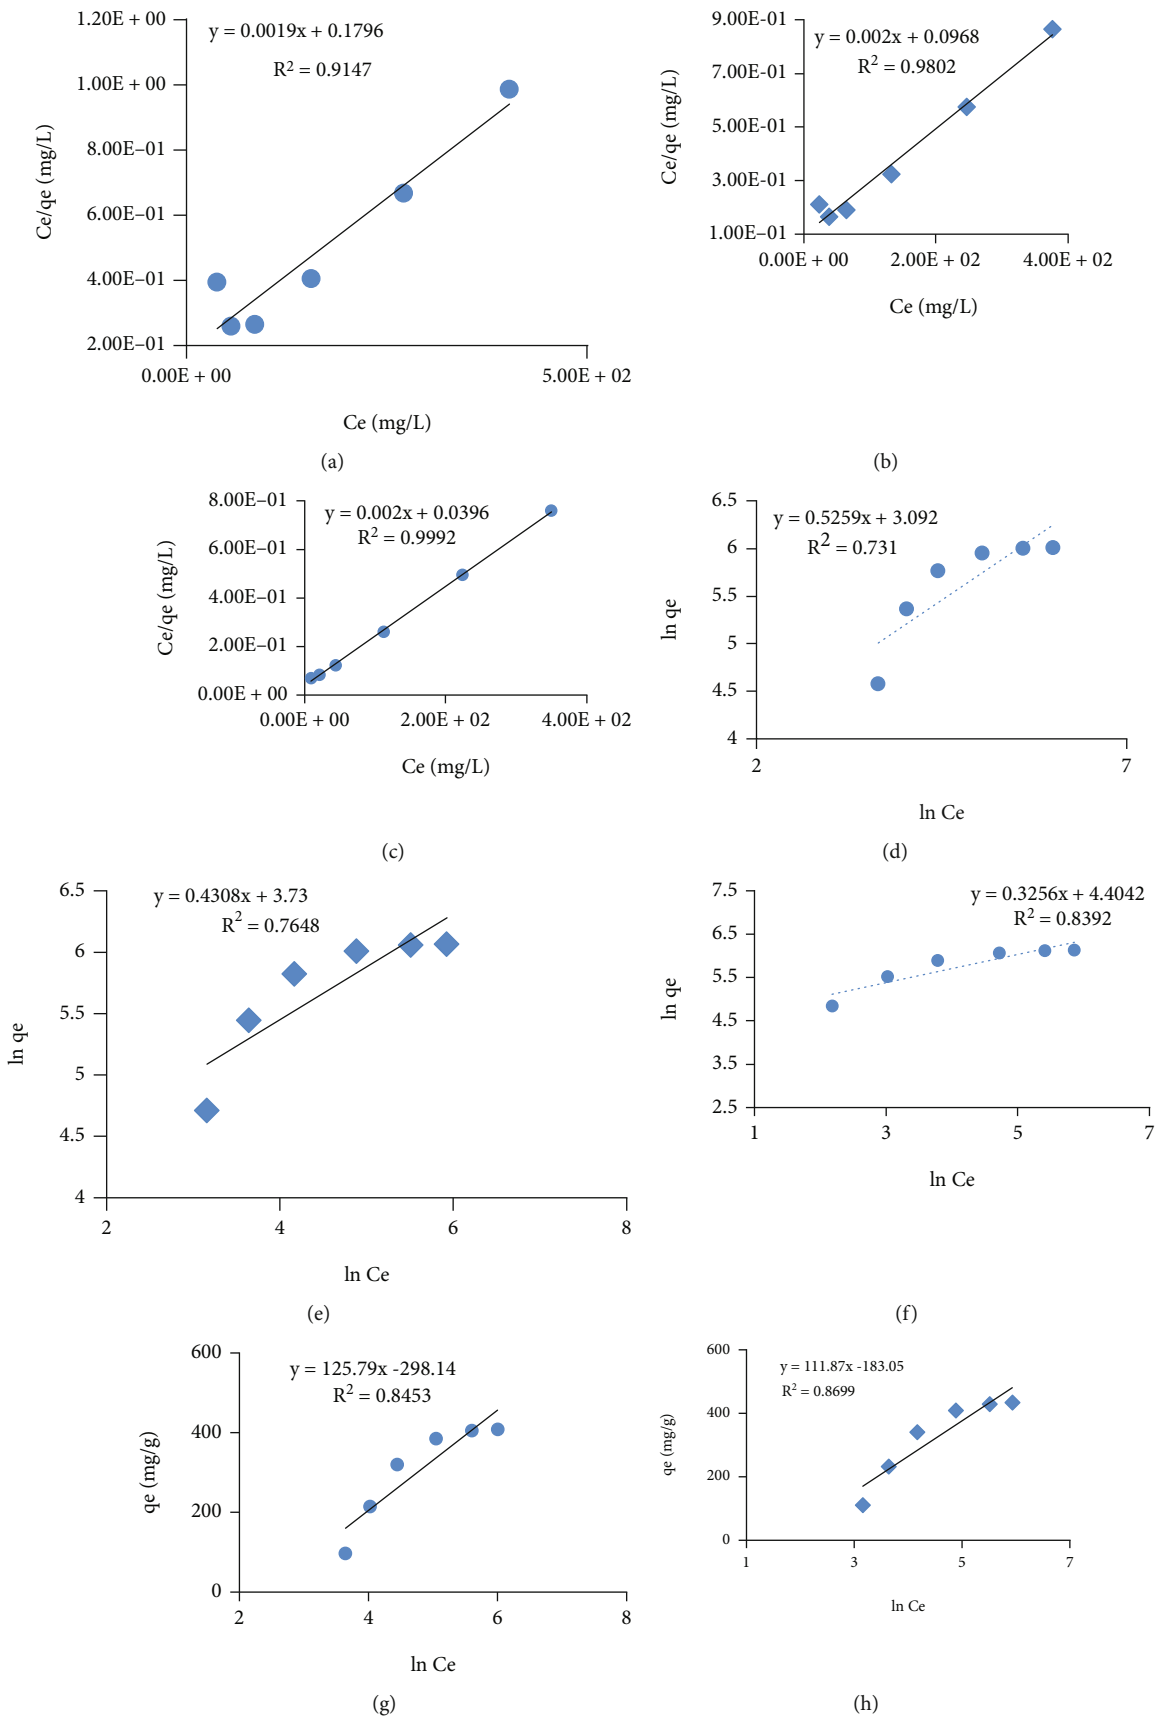 1.20E + 00
y = 0.0019x + 0.1796
R² = 0.9147
1.00E + 00
8.00E–01
6.00E–01
4.00E–01
2.00E–01
0.00E + 00
5.00E + 02
Ce/qe (mg/L)
Ce (mg/L)
(a)
9.00E-01
y = 0.002x + 0.0968
R² = 0.9802
7.00E-01
5.00E-01
3.00E-01
1.00E–01
0.00E + 00
2.00E + 02
4.00E + 02
Ce/qe (mg/L)
Ce (mg/L)
(b)
8.00E–01
y = 0.002x + 0.0396
R² = 0.9992
6.00E–01
4.00E–01
2.00E–01
0.00E + 00
0.00E + 00
2.00E + 02
4.00E + 02
Ce/qe (mg/L)
Ce (mg/L)
(c)
6.5
y = 0.5259x + 3.092
R² = 0.731
6
5.5
5
4.5
4
2
7
ln qe
ln Ce
(d)
6.5
y = 0.4308x + 3.73
R² = 0.7648
6
5.5
5
4.5
4
2
4
6
8
ln qe
ln Ce
(e)
7.5
y = 0.3256x + 4.4042
R² = 0.8392
6.5
5.5
4.5
3.5
2.5
1
3
5
7
ln qe
ln Ce
(f)
600
y = 125.79x -298.14
R² = 0.8453
400
200
0
2
4
6
8
qe (mg/g)
ln Ce
(g)
600
y = 111.87x -183.05
R² = 0.8699
400
200
0
1
3
5
7
qe (mg/g)
ln Ce
(h)